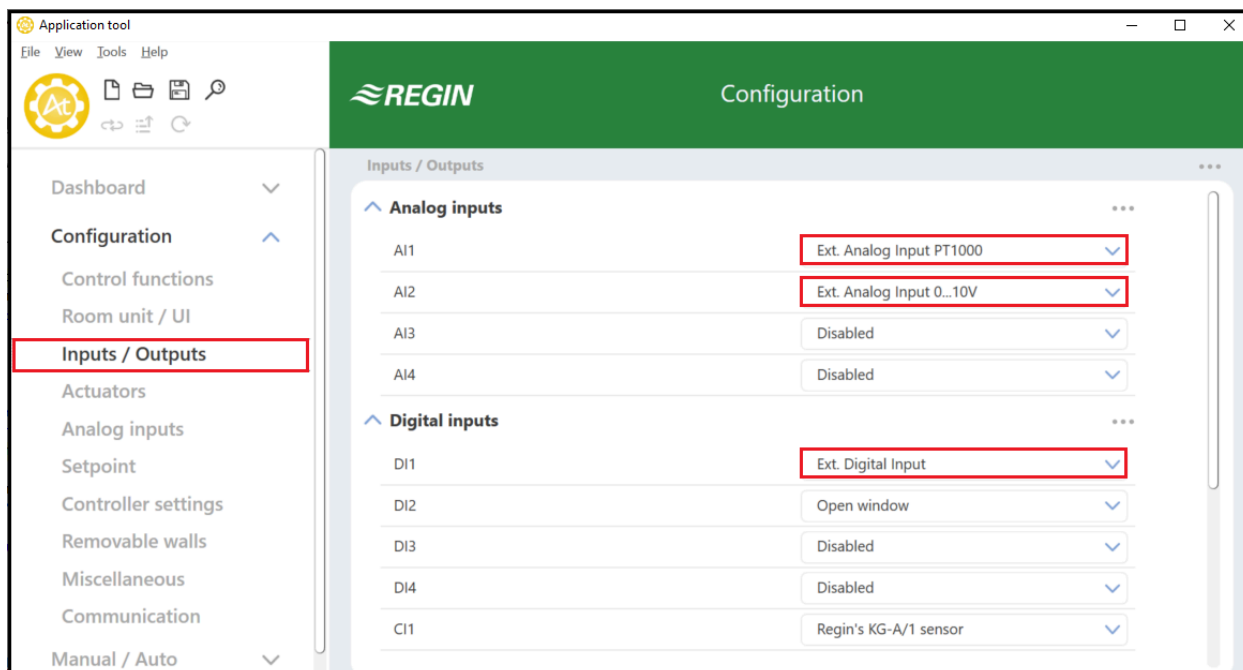 Application tool
File View Tools Help
At
REGIN
Configuration
Dashboard
Configuration
Control functions
Room unit / UI
Inputs / Outputs
Actuators
Analog inputs
Setpoint
Controller settings
Removable walls
Miscellaneous
Communication
Manual / Auto
Inputs / Outputs
Analog inputs
AI1 Ext. Analog Input PT1000
AI2 Ext. Analog Input 0...10V
AI3 Disabled
AI4 Disabled
Digital inputs
DI1 Ext. Digital Input
DI2 Open window
DI3 Disabled
DI4 Disabled
CI1 Regin's KG-A/1 sensor